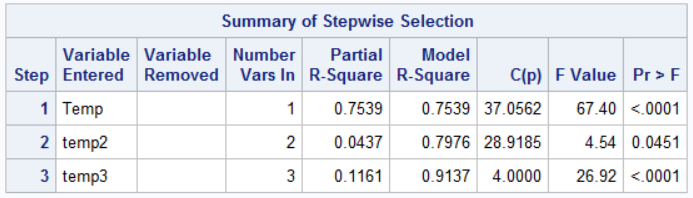 Summary of Stepwise Selection
Step Variable Entered Variable Removed Number Vars In Partial R-Square Model R-Square C(p) F Value Pr > F
1 Temp 1 0.7539 0.7539 37.0562 67.40 <.0001
2 temp2 2 0.0437 0.7976 28.9185 4.54 0.0451
3 temp3 3 0.1161 0.9137 4.0000 26.92 <.0001